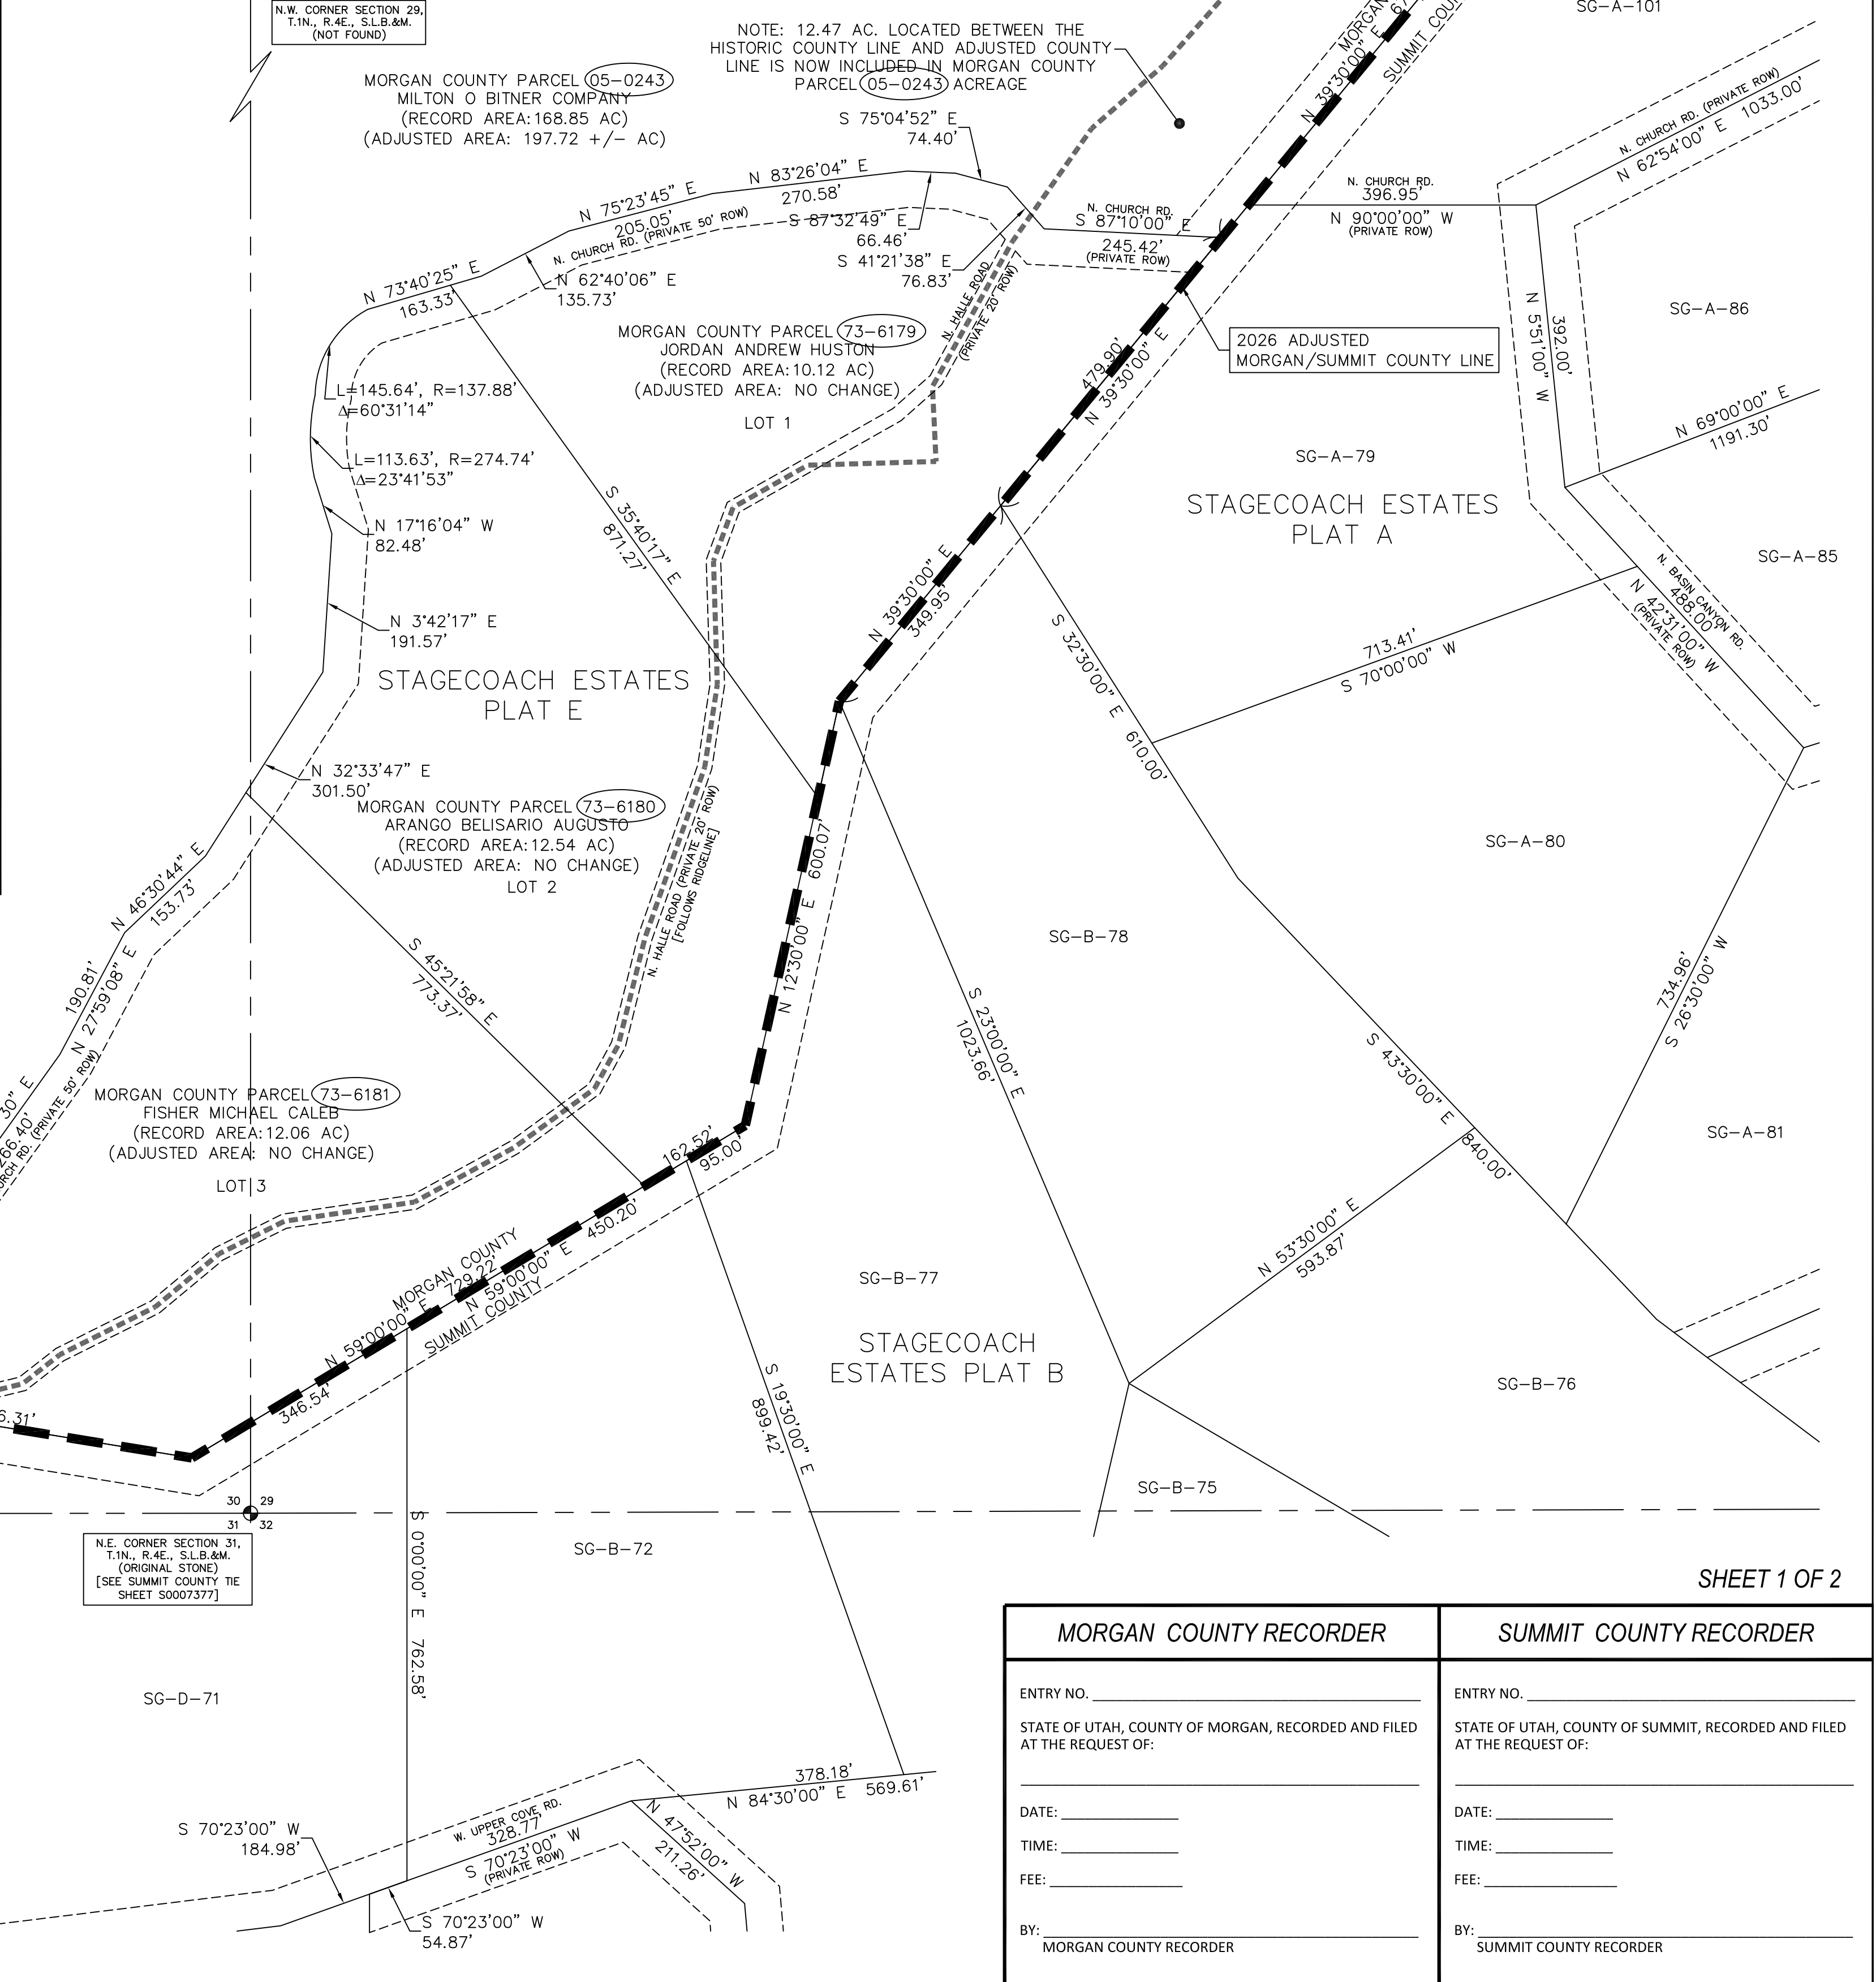 N.W. CORNER SECTION 29,
T.1N., R.4E., S.L.B.&M.
(NOT FOUND)
MORGAN COUNTY PARCEL 05-0243
MILTON O BITNER COMPANY
(RECORD AREA:168.85 AC)
(ADJUSTED AREA: 197.72 +/- AC)
NOTE: 12.47 AC. LOCATED BETWEEN THE
HISTORIC COUNTY LINE AND ADJUSTED COUNTY
LINE IS NOW INCLUDED IN MORGAN COUNTY
PARCEL 05-0243 ACREAGE
S 75°04'52" E
74.40'
MORGAN
SUMMIT COU
N 39°30'00" E
SG-A-101
N. CHURCH RD. (PRIVATE ROW)
N 62°54'00" E 1033.00'
N. CHURCH RD.
396.95'
N 90°00'00" W
(PRIVATE ROW)
N 83°26'04" E
270.58'
N 75°23'45" E
205.05'
N. CHURCH RD. (PRIVATE 50' ROW)
S 87°32'49" E
66.46'
S 41°21'38" E
76.83'
N. CHURCH RD.
S 87°10'00" E
245.42'
(PRIVATE ROW)
N 73°40'25" E
163.33'
N 62°40'06" E
135.73'
N. HALLE ROAD
(PRIVATE 20' ROW)
MORGAN COUNTY PARCEL 73-6179
JORDAN ANDREW HUSTON
(RECORD AREA:10.12 AC)
(ADJUSTED AREA: NO CHANGE)
LOT 1
2026 ADJUSTED
MORGAN/SUMMIT COUNTY LINE
479.90'
N 39°30'00" E
N 5°51'00" W
392.00'
SG-A-86
N 69°00'00" E
1191.30'
L=145.64', R=137.88'
Δ=60°31'14"
L=113.63', R=274.74'
Δ=23°41'53"
N 17°16'04" W
82.48'
S 35°40'17" E
871.27'
SG-A-79
STAGECOACH ESTATES
PLAT A
SG-A-85
N. BASIN CANYON RD.
488.00'
N 42°31'00" W
(PRIVATE ROW)
N 3°42'17" E
191.57'
N 39°30'00" E
349.95'
S 32°30'00" E 610.00'
713.41'
S 70°00'00" W
STAGECOACH ESTATES
PLAT E
N 32°33'47" E
301.50'
MORGAN COUNTY PARCEL 73-6180
ARANGO BELISARIO AUGUSTO
(RECORD AREA:12.54 AC)
(ADJUSTED AREA: NO CHANGE)
LOT 2
N. HALLE ROAD (PRIVATE 20' ROW)
[FOLLOWS RIDGELINE]
N 12°30'00" E 600.07'
SG-A-80
SG-B-78
N 46°30'44" E
153.73'
S 45°21'58" E
773.37'
190.81'
N 27°59'08" E
S 23°00'00" E
1023.66'
734.96'
S 26°30'00" W
S 43°30'00" E 840.00'
SG-A-81
30" E
266.40'
CHURCH RD. (PRIVATE 50' ROW)
MORGAN COUNTY PARCEL 73-6181
FISHER MICHAEL CALEB
(RECORD AREA:12.06 AC)
(ADJUSTED AREA: NO CHANGE)
LOT 3
162.52'
95.00'
MORGAN COUNTY
N 59°00'00" E 729.22'
N 59°00'00" E 450.20'
SUMMIT COUNTY
346.54'
6.31'
N 53°30'00" E
593.87'
SG-B-77
STAGECOACH
ESTATES PLAT B
S 19°30'00" E
899.42'
SG-B-76
SG-B-75
30 29
31 32
N.E. CORNER SECTION 31,
T.1N., R.4E., S.L.B.&M.
(ORIGINAL STONE)
[SEE SUMMIT COUNTY TIE
SHEET S0007377]
SG-B-72
S 0°00'00" E 762.58'
SG-D-71
378.18'
N 84°30'00" E 569.61'
S 70°23'00" W
184.98'
W. UPPER COVE RD.
328.77'
S 70°23'00" W
(PRIVATE ROW)
N 47°52'00" W
211.26'
S 70°23'00" W
54.87'
SHEET 1 OF 2
MORGAN COUNTY RECORDER
ENTRY NO.
STATE OF UTAH, COUNTY OF MORGAN, RECORDED AND FILED
AT THE REQUEST OF:
DATE:
TIME:
FEE:
BY:
MORGAN COUNTY RECORDER
SUMMIT COUNTY RECORDER
ENTRY NO.
STATE OF UTAH, COUNTY OF SUMMIT, RECORDED AND FILED
AT THE REQUEST OF:
DATE:
TIME:
FEE:
BY:
SUMMIT COUNTY RECORDER